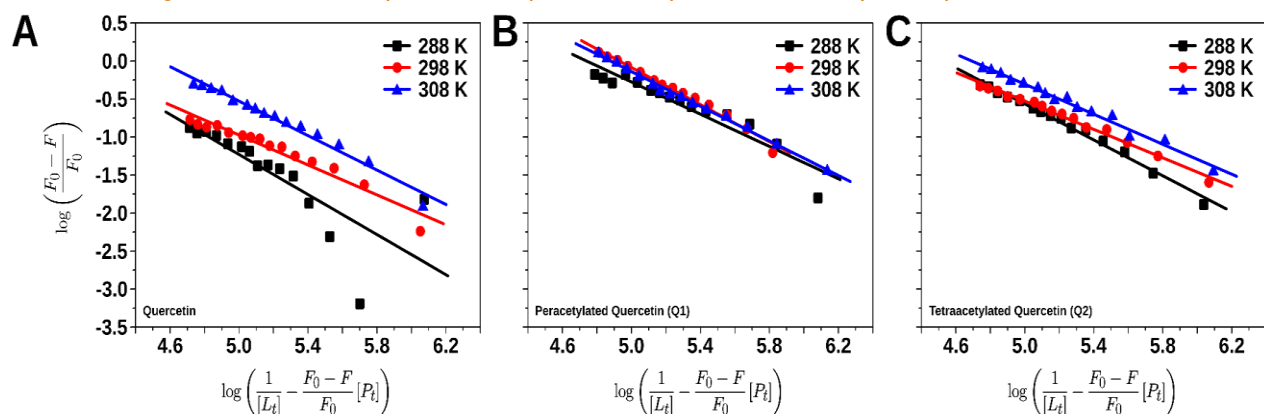 A
B
C
0.5
0.0
-0.5
-1.0
-1.5
-2.0
-2.5
-3.0
-3.5
log ( (F₀ − F) / F₀ )
288 K
298 K
308 K
Quercetin
4.6 5.0 5.4 5.8 6.2
log ( 1 / [Lₜ] − (F₀ − F) / F₀ [Pₜ] )
288 K
298 K
308 K
Peracetylated Quercetin (Q1)
4.6 5.0 5.4 5.8 6.2
log ( 1 / [Lₜ] − (F₀ − F) / F₀ [Pₜ] )
288 K
298 K
308 K
Tetraacetylated Quercetin (Q2)
4.6 5.0 5.4 5.8 6.2
log ( 1 / [Lₜ] − (F₀ − F) / F₀ [Pₜ] )